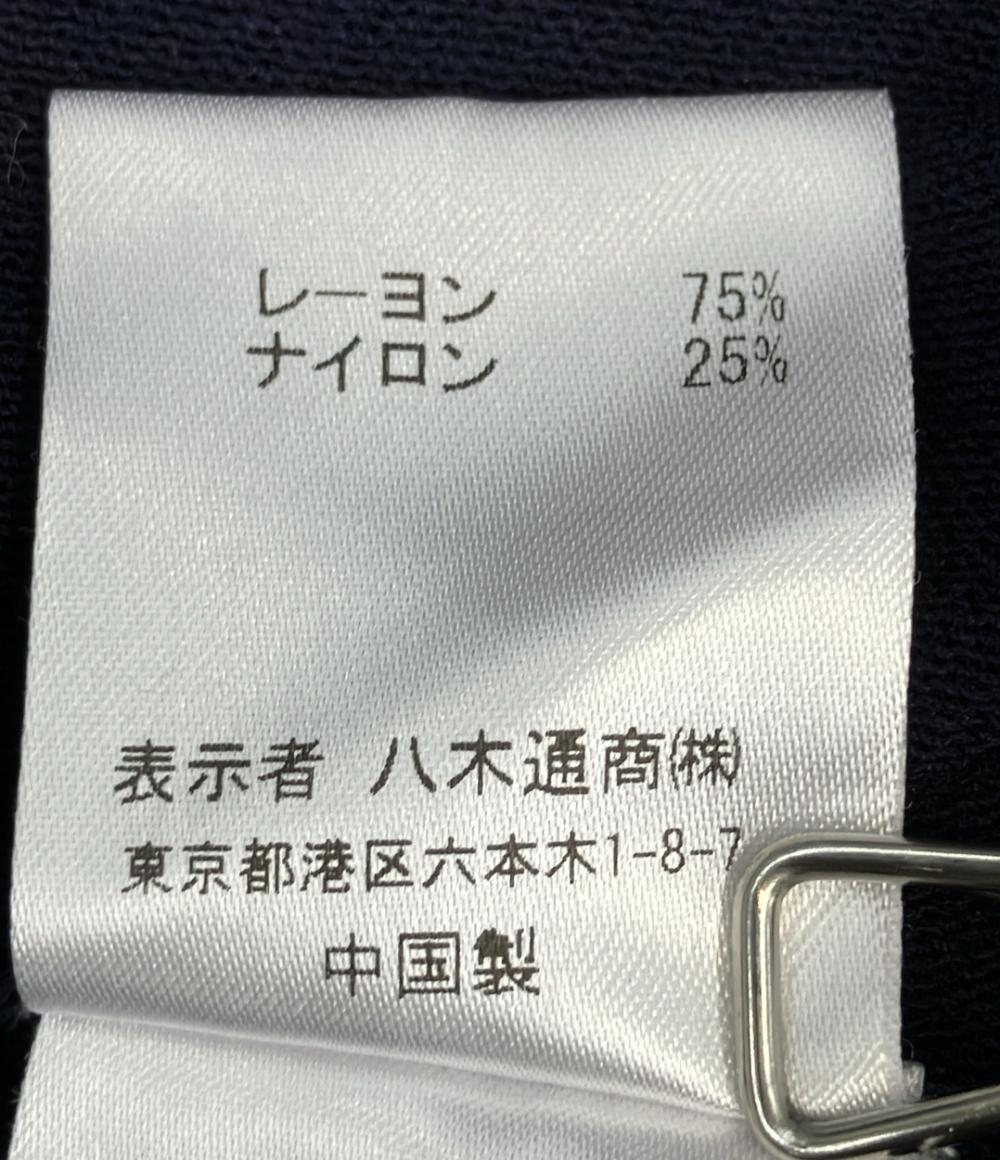 レーヨン 75%
ナイロン 25%
表示者 八木通商㈱
東京都港区六本木1-8-7
中国製